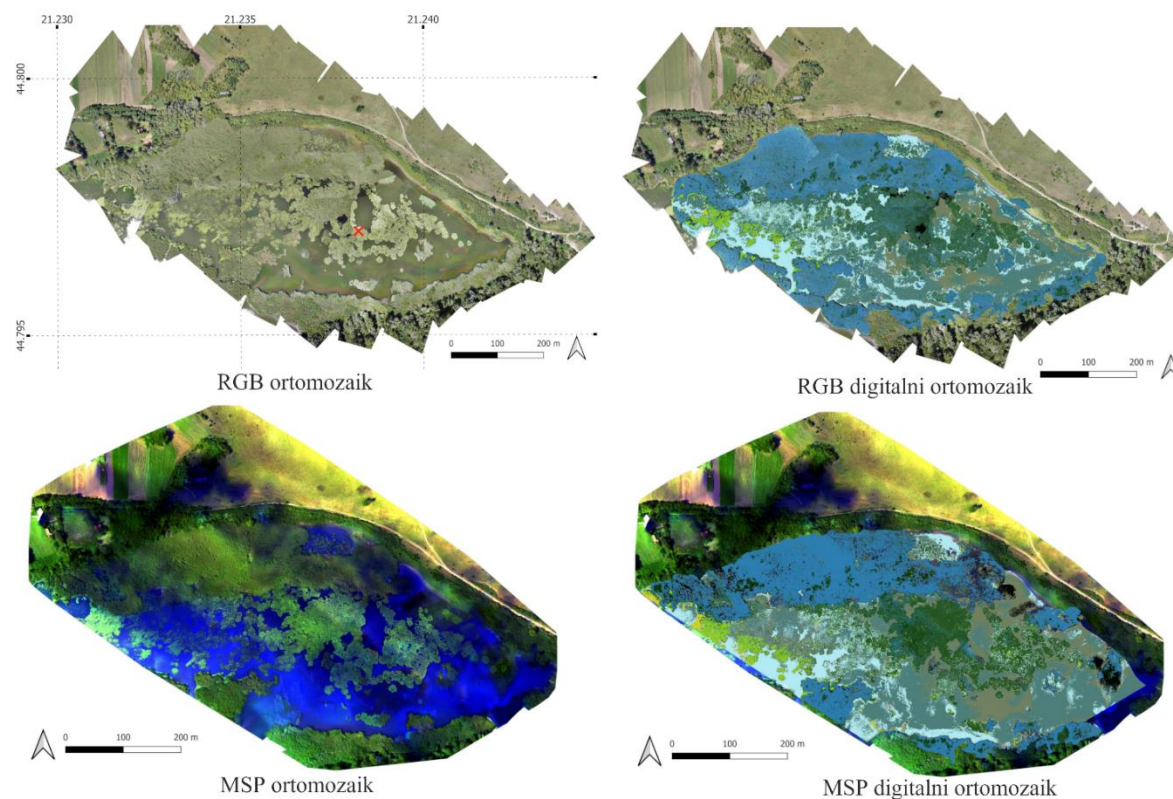 21.230 21.235 21.240
44.800
44.795
0 100 200 m
RGB ortomozaik
0 100 200 m
RGB digitalni ortomozaik
0 100 200 m
MSP ortomozaik
0 100 200 m
MSP digitalni ortomozaik